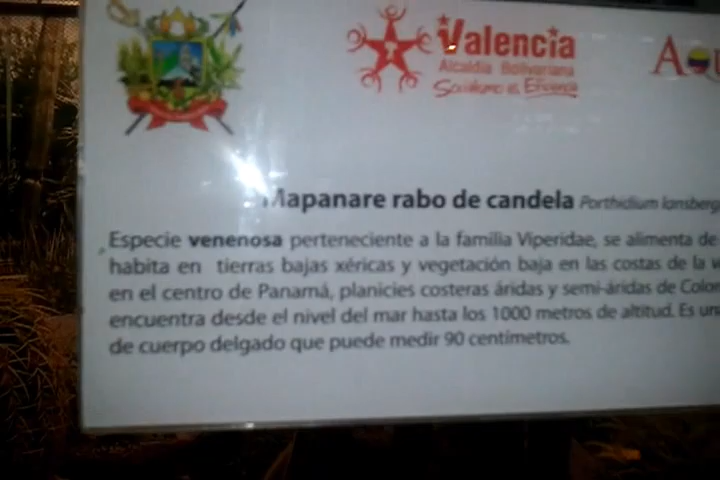 Valencia
Alcaldía Bolivariana
Socialismo es Eficiencia
Mapanare rabo de candela Porthidium lansberg
Especie venenosa perteneciente a la familia Viperidae, se alimenta de
habita en tierras bajas xéricas y vegetación baja en las costas de la
en el centro de Panamá, planicies costeras áridas y semi-áridas de Colom
encuentra desde el nivel del mar hasta los 1000 metros de altitud. Es una
de cuerpo delgado que puede medir 90 centímetros.